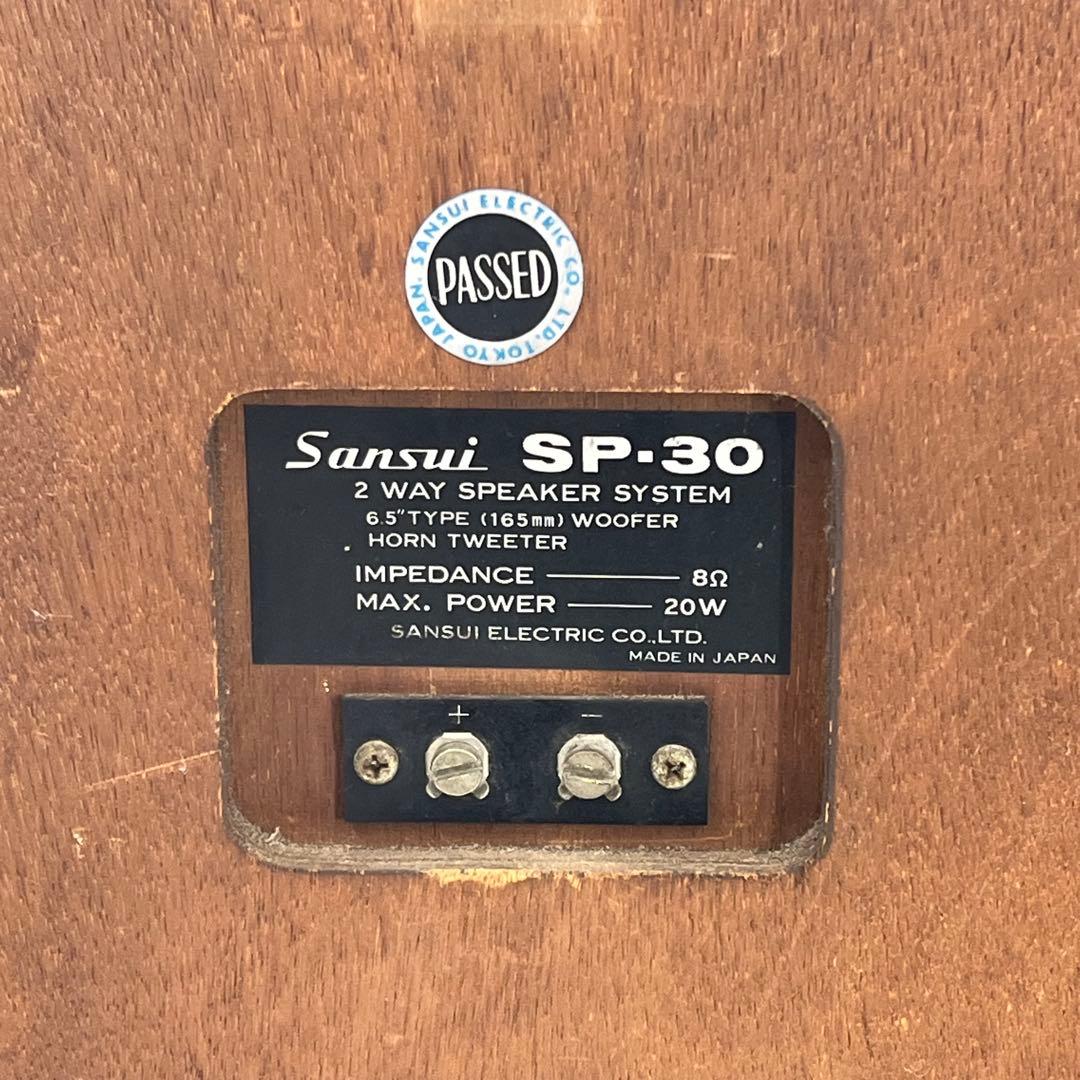 SANSUI ELECTRIC CO., LTD. TOKYO JAPAN.
PASSED
Sansui SP-30
2 WAY SPEAKER SYSTEM
6.5" TYPE (165mm) WOOFER
HORN TWEETER
IMPEDANCE 8Ω
MAX. POWER 20W
SANSUI ELECTRIC CO.,LTD.
MADE IN JAPAN
+ −